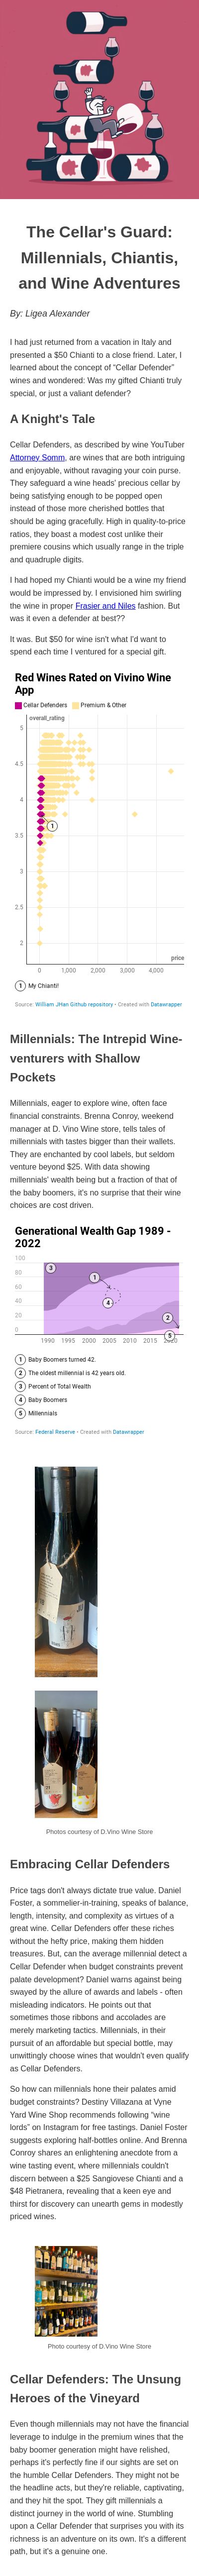 The Cellar's Guard:
Millennials, Chiantis,
and Wine Adventures
By: Ligea Alexander
I had just returned from a vacation in Italy and
presented a $50 Chianti to a close friend. Later, I
learned about the concept of “Cellar Defender”
wines and wondered: Was my gifted Chianti truly
special, or just a valiant defender?
A Knight's Tale
Cellar Defenders, as described by wine YouTuber
Attorney Somm, are wines that are both intriguing
and enjoyable, without ravaging your coin purse.
They safeguard a wine heads' precious cellar by
being satisfying enough to be popped open
instead of those more cherished bottles that
should be aging gracefully. High in quality-to-price
ratios, they boast a modest cost unlike their
premiere cousins which usually range in the triple
and quadruple digits.
I had hoped my Chianti would be a wine my friend
would be impressed by. I envisioned him swirling
the wine in proper Frasier and Niles fashion. But
was it even a defender at best??
It was. But $50 for wine isn't what I'd want to
spend each time I ventured for a special gift.
Red Wines Rated on Vivino Wine
App
Cellar Defenders Premium & Other
overall_rating
5
4.5
4
3.5
3
2.5
2
1
price
0 1,000 2,000 3,000 4,000
1 My Chianti!
Source: William JHan Github repository • Created with Datawrapper
Millennials: The Intrepid Wine-
venturers with Shallow
Pockets
Millennials, eager to explore wine, often face
financial constraints. Brenna Conroy, weekend
manager at D. Vino Wine store, tells tales of
millennials with tastes bigger than their wallets.
They are enchanted by cool labels, but seldom
venture beyond $25. With data showing
millennials' wealth being but a fraction of that of
the baby boomers, it's no surprise that their wine
choices are cost driven.
Generational Wealth Gap 1989 -
2022
100
80
60
40
20
0
3
1
4
2
5
1990 1995 2000 2005 2010 2015 2020
1 Baby Boomers turned 42.
2 The oldest millennial is 42 years old.
3 Percent of Total Wealth
4 Baby Boomers
5 Millennials
Source: Federal Reserve • Created with Datawrapper
Photos courtesy of D.Vino Wine Store
Embracing Cellar Defenders
Price tags don't always dictate true value. Daniel
Foster, a sommelier-in-training, speaks of balance,
length, intensity, and complexity as virtues of a
great wine. Cellar Defenders offer these riches
without the hefty price, making them hidden
treasures. But, can the average millennial detect a
Cellar Defender when budget constraints prevent
palate development? Daniel warns against being
swayed by the allure of awards and labels - often
misleading indicators. He points out that
sometimes those ribbons and accolades are
merely marketing tactics. Millennials, in their
pursuit of an affordable but special bottle, may
unwittingly choose wines that wouldn't even qualify
as Cellar Defenders.
So how can millennials hone their palates amid
budget constraints? Destiny Villazana at Vyne
Yard Wine Shop recommends following “wine
lords” on Instagram for free tastings. Daniel Foster
suggests exploring half-bottles online. And Brenna
Conroy shares an enlightening anecdote from a
wine tasting event, where millennials couldn't
discern between a $25 Sangiovese Chianti and a
$48 Pietranera, revealing that a keen eye and
thirst for discovery can unearth gems in modestly
priced wines.
Photo courtesy of D.Vino Wine Store
Cellar Defenders: The Unsung
Heroes of the Vineyard
Even though millennials may not have the financial
leverage to indulge in the premium wines that the
baby boomer generation might have relished,
perhaps it's perfectly fine if our sights are set on
the humble Cellar Defenders. They might not be
the headline acts, but they're reliable, captivating,
and they hit the spot. They gift millennials a
distinct journey in the world of wine. Stumbling
upon a Cellar Defender that surprises you with its
richness is an adventure on its own. It's a different
path, but it's a genuine one.